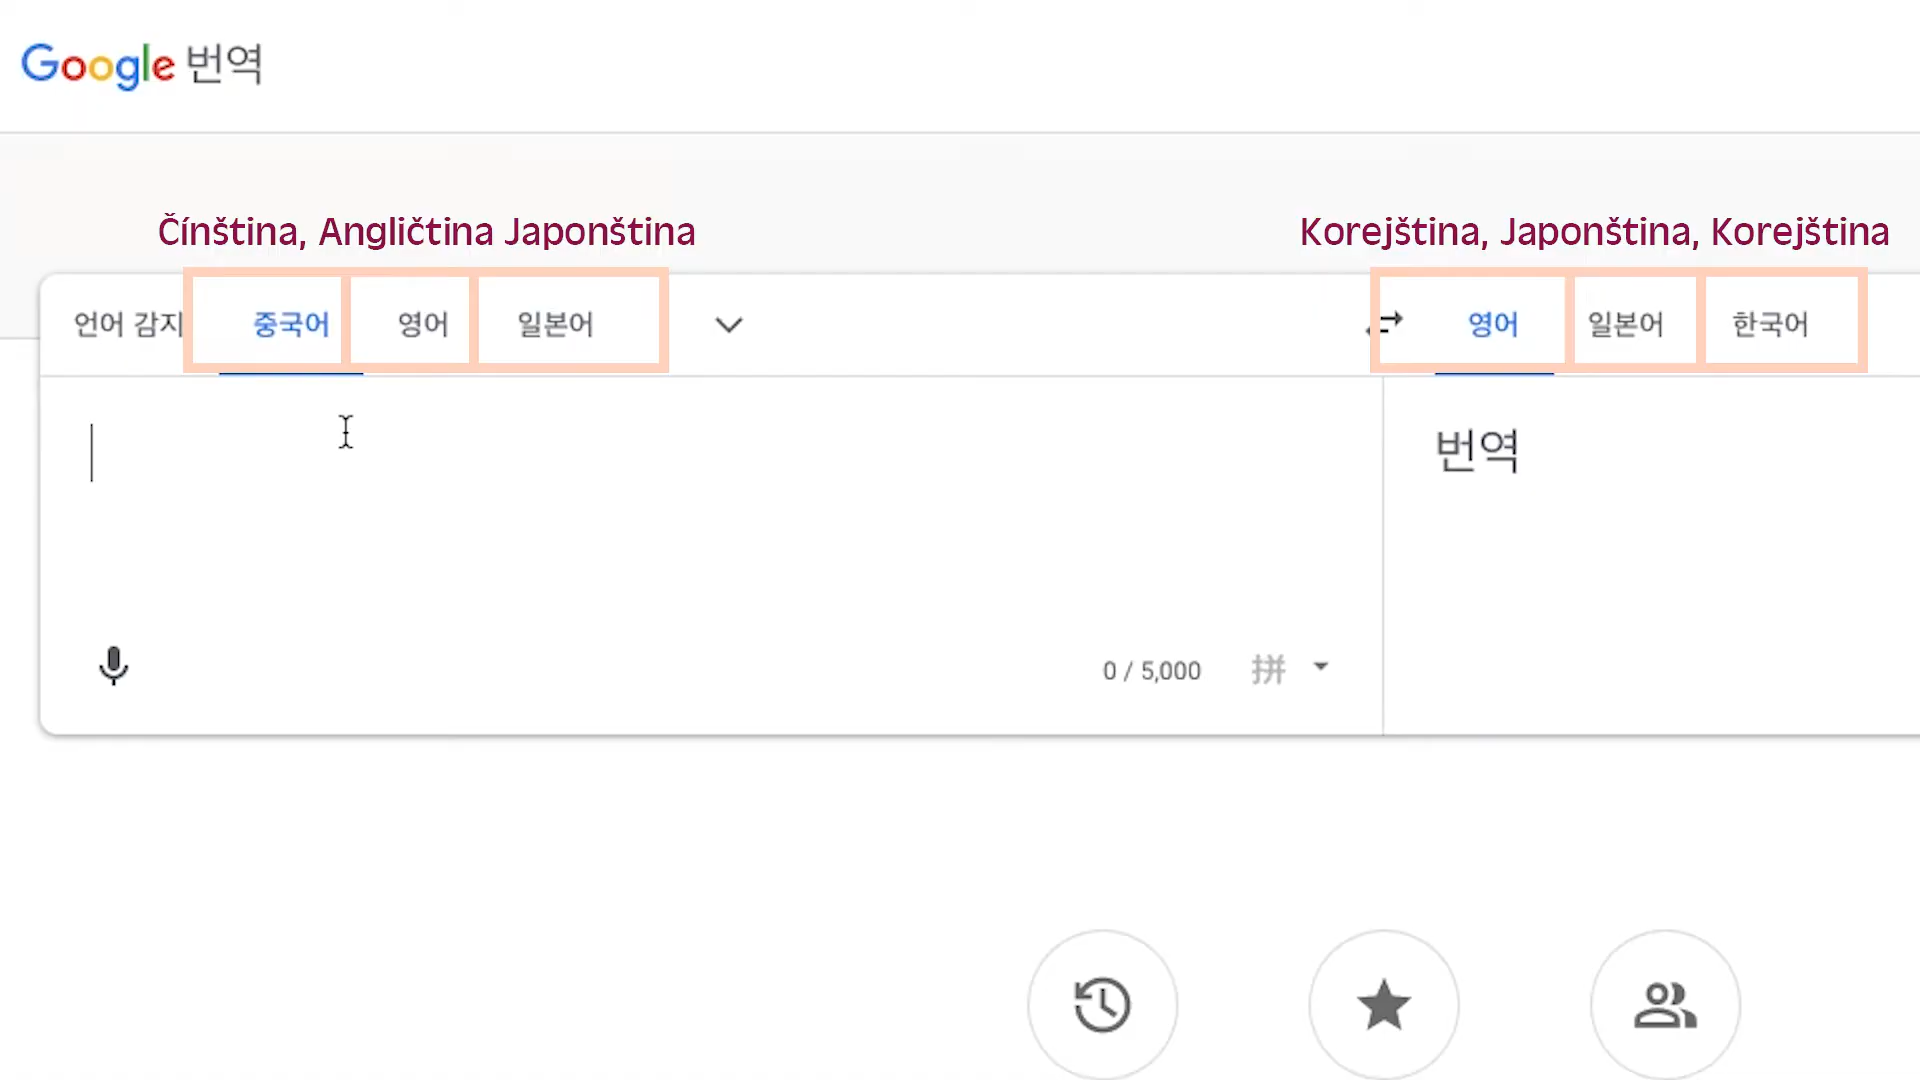 Google 번역
Čínština, Angličtina Japonština
Korejština, Japonština, Korejština
언어 감지 중국어 영어 일본어
영어 일본어 한국어
번역
0 / 5,000 拼